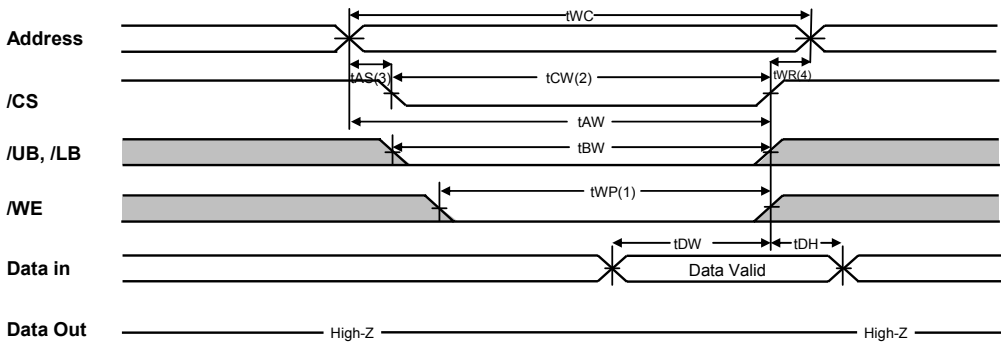 tWC
Address
tAS(3) tCW(2) tWR(4)
/CS
tAW
/UB, /LB tBW
tWP(1)
/WE
tDW tDH
Data in Data Valid
Data Out High-Z High-Z